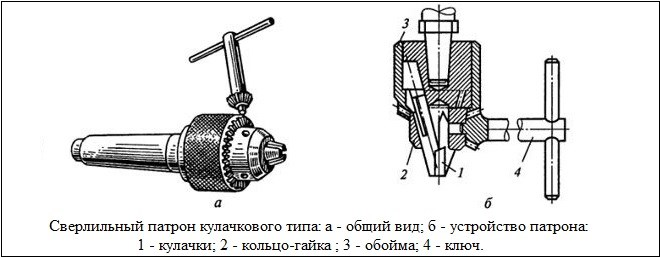 3
2
1
4
а
б
Сверлильный патрон кулачкового типа: а - общий вид; б - устройство патрона:
1 - кулачки; 2 - кольцо-гайка ; 3 - обойма; 4 - ключ.